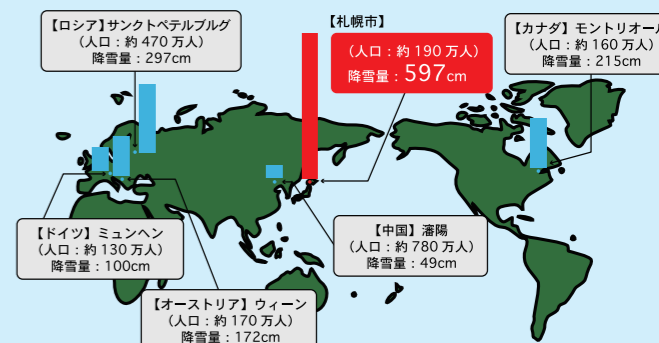 【ロシア】サンクトペテルブルグ
(人口：約 470 万人)
降雪量：297cm
【札幌市】
(人口：約 190 万人)
降雪量：597cm
【カナダ】モントリオール
(人口：約 160 万人)
降雪量：215cm
【ドイツ】ミュンヘン
(人口：約 130 万人)
降雪量：100cm
【中国】瀋陽
(人口：約 780 万人)
降雪量：49cm
【オーストリア】ウィーン
(人口：約 170 万人)
降雪量：172cm